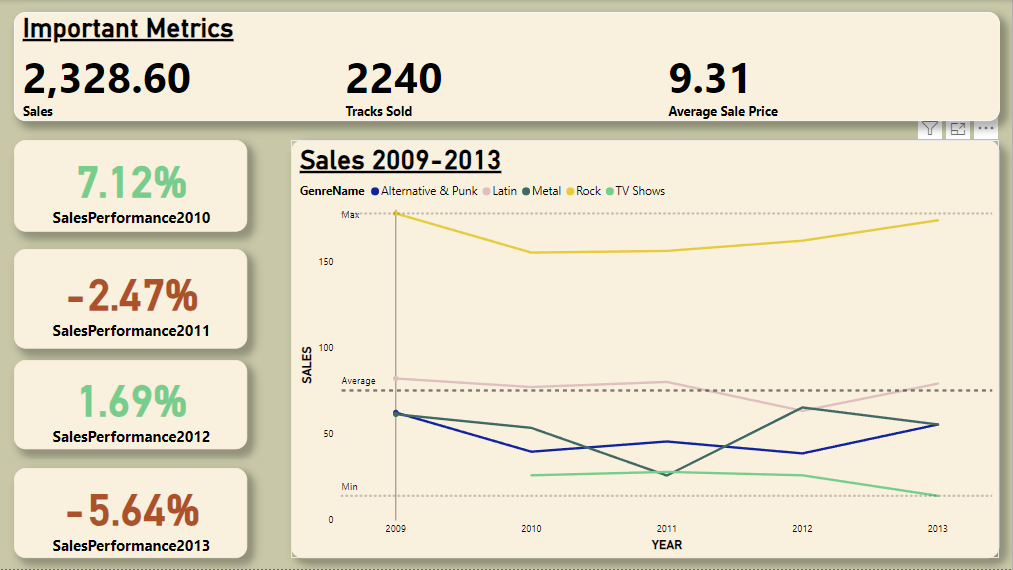 Important Metrics
2,328.60
Sales
2240
Tracks Sold
9.31
Average Sale Price
7.12%
SalesPerformance2010
-2.47%
SalesPerformance2011
1.69%
SalesPerformance2012
-5.64%
SalesPerformance2013
Sales 2009-2013
GenreName Alternative & Punk Latin Metal Rock TV Shows
Max
150
100
Average
50
Min
0
SALES
2009 2010 2011 2012 2013
YEAR